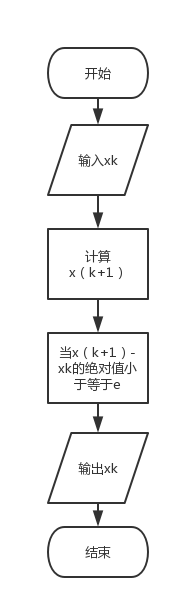 开始
输入xk
计算
x（k+1）
当x（k+1）-
xk的绝对值小
于等于e
输出xk
结束